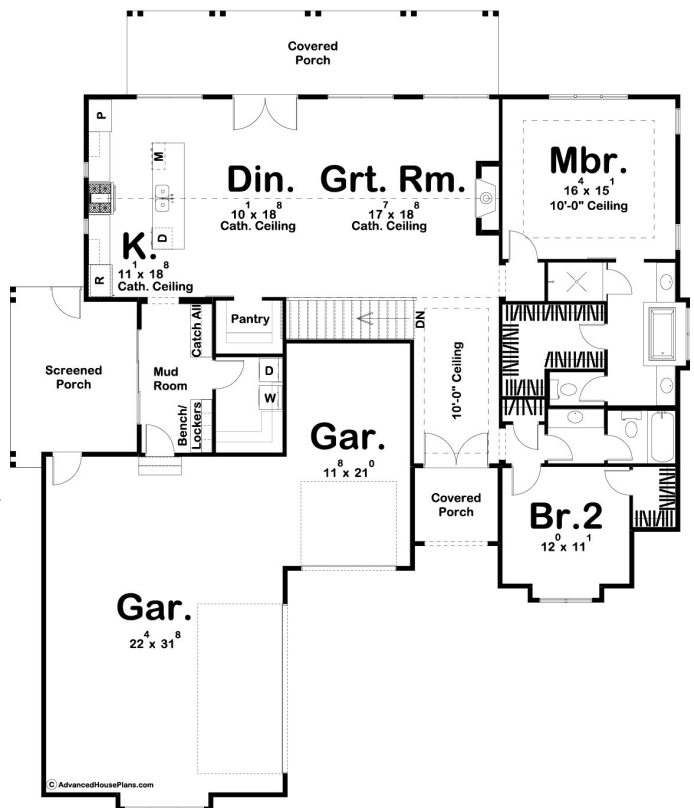 Covered
Porch
P
M
D
R
K.
11¹ x 18⁸
Cath. Ceiling
Din.
10¹ x 18⁸
Cath. Ceiling
Grt. Rm.
17⁷ x 18⁸
Cath. Ceiling
Mbr.
16⁴ x 15¹
10'-0" Ceiling
Screened
Porch
Mud
Room
Catch All
Bench/
Lockers
Pantry
D
W
DN
10'-0" Ceiling
Gar.
11⁸ x 21⁰
Covered
Porch
Br.2
12⁰ x 11¹
Gar.
22⁴ x 31⁸
© AdvancedHousePlans.com